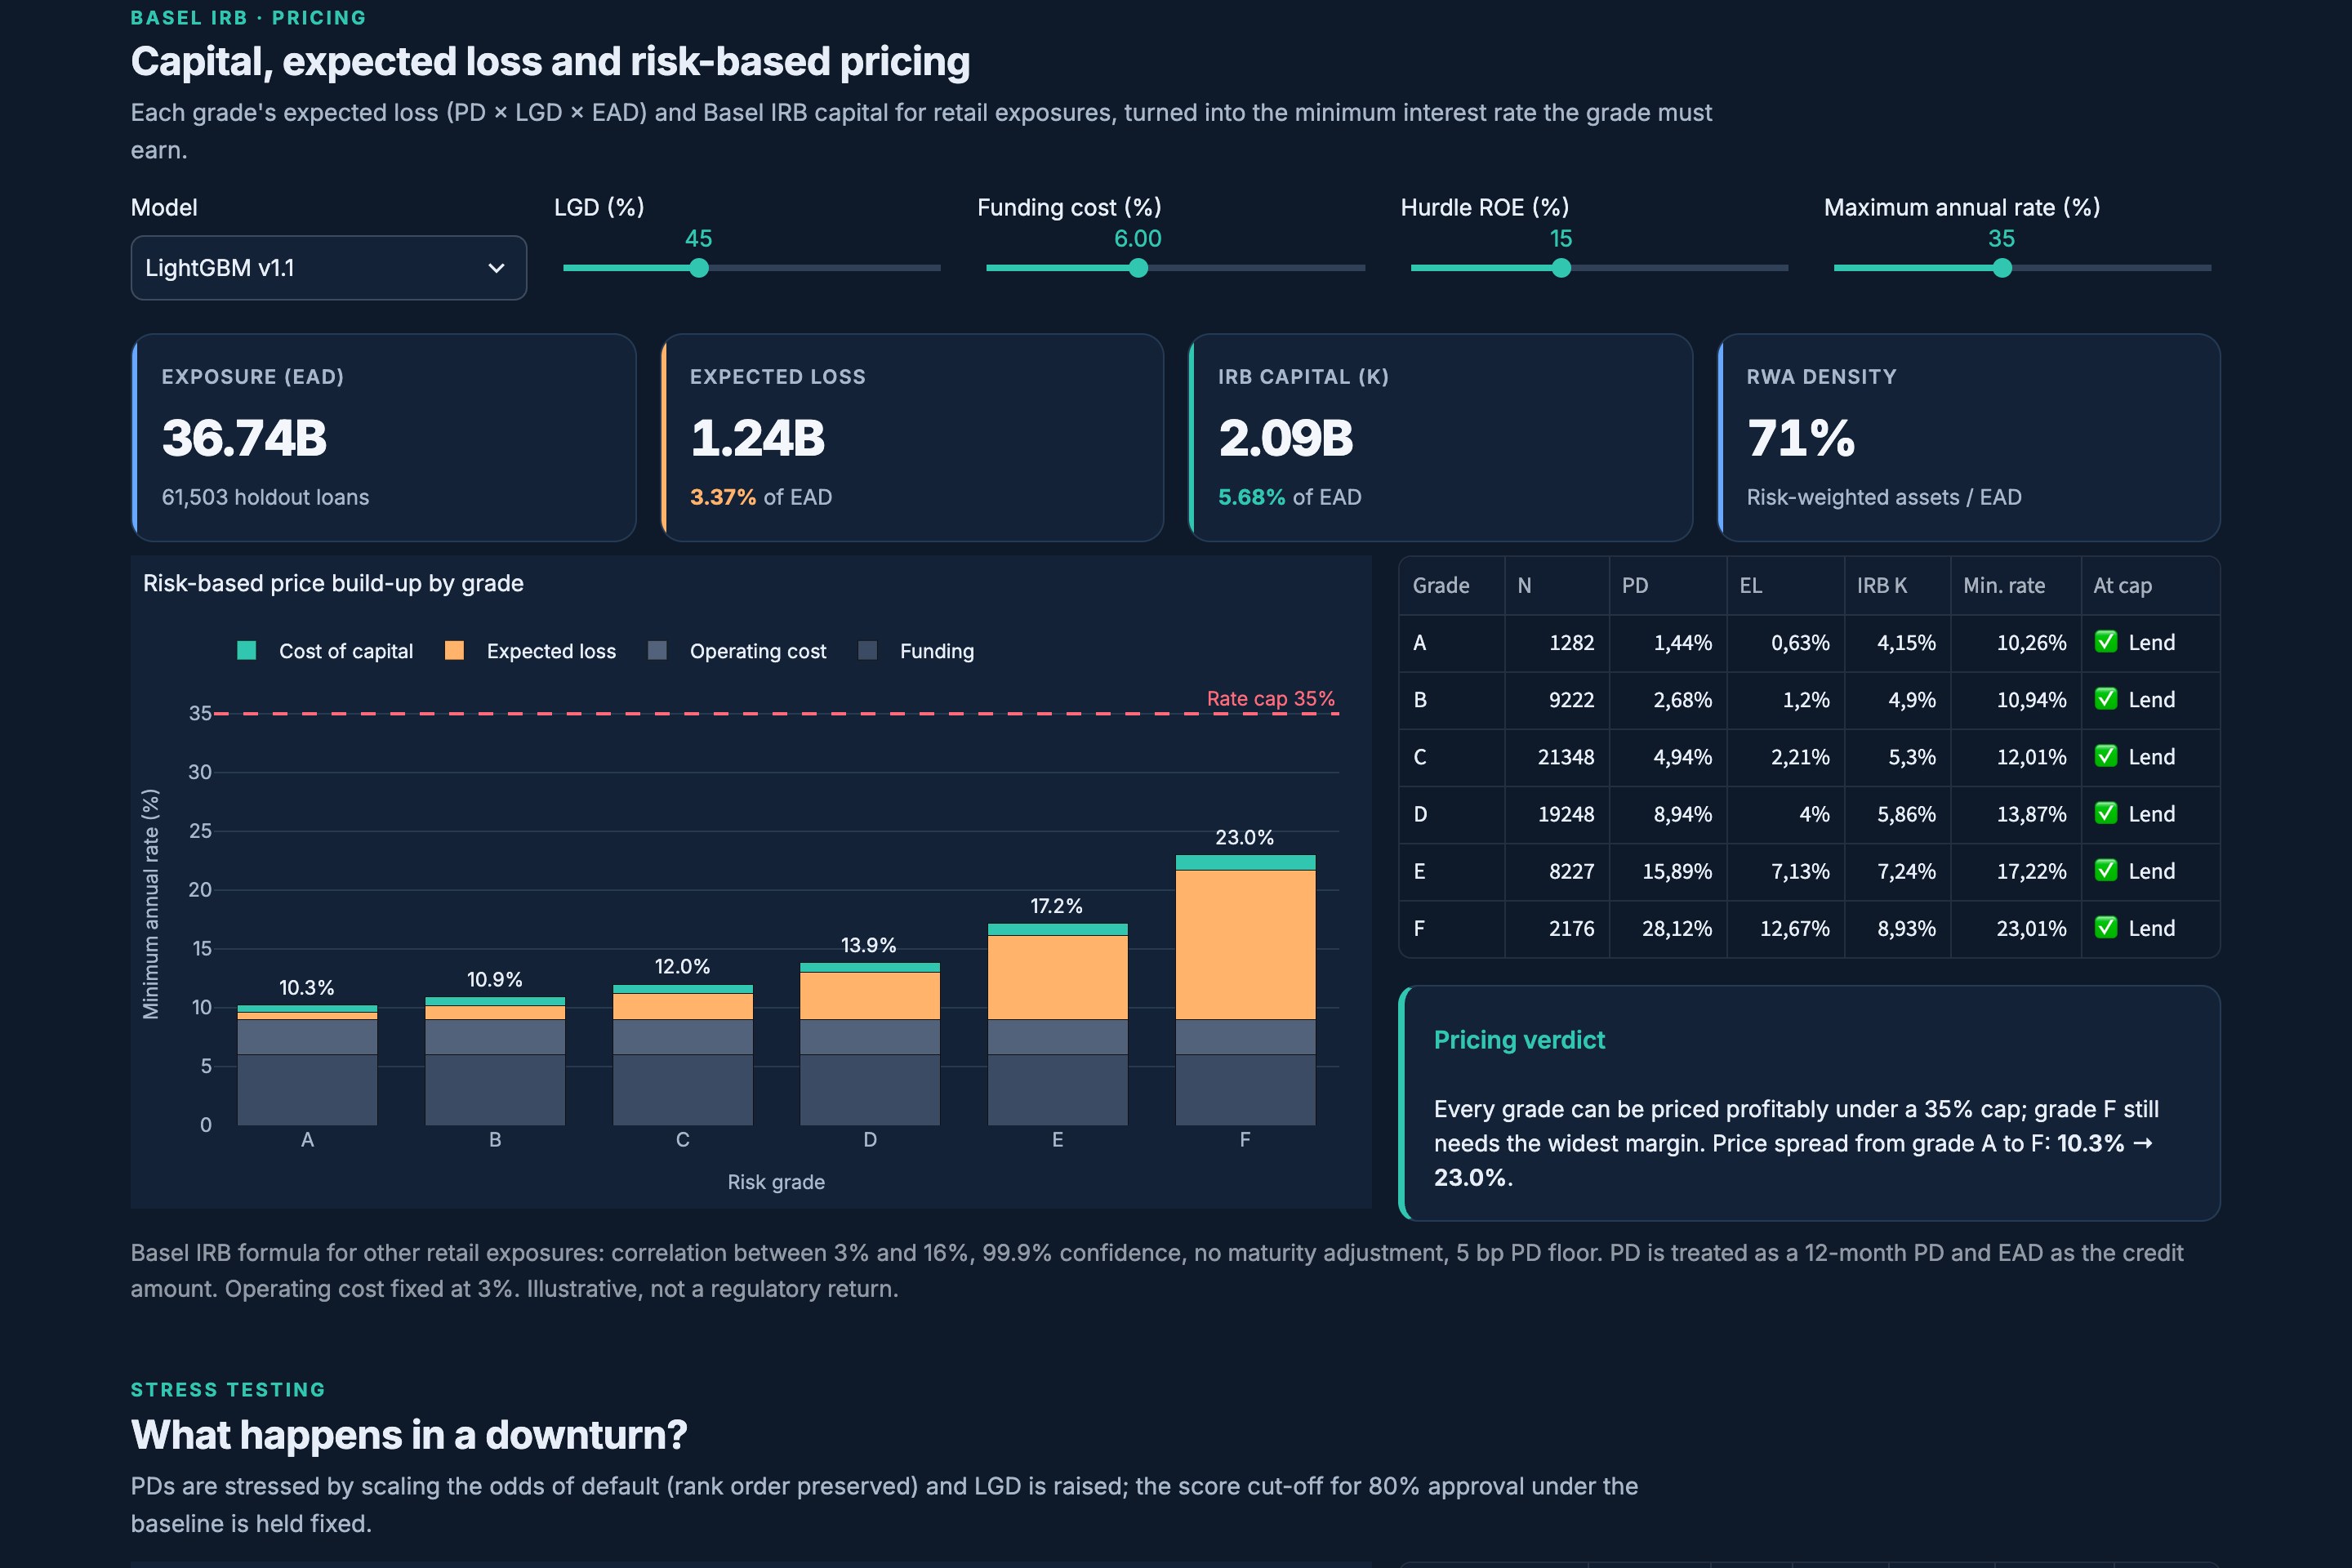 BASEL IRB · PRICING
Capital, expected loss and risk-based pricing
Each grade's expected loss (PD × LGD × EAD) and Basel IRB capital for retail exposures, turned into the minimum interest rate the grade must
earn.
Model
LightGBM v1.1
LGD (%)
45
Funding cost (%)
6.00
Hurdle ROE (%)
15
Maximum annual rate (%)
35
EXPOSURE (EAD)
36.74B
61,503 holdout loans
EXPECTED LOSS
1.24B
3.37% of EAD
IRB CAPITAL (K)
2.09B
5.68% of EAD
RWA DENSITY
71%
Risk-weighted assets / EAD
Risk-based price build-up by grade
Cost of capital Expected loss Operating cost Funding
Rate cap 35%
Minimum annual rate (%)
35
30
25
20
15
10
5
0
10.3%
10.9%
12.0%
13.9%
17.2%
23.0%
A B C D E F
Risk grade
Grade N PD EL IRB K Min. rate At cap
A 1282 1,44% 0,63% 4,15% 10,26% ✅ Lend
B 9222 2,68% 1,2% 4,9% 10,94% ✅ Lend
C 21348 4,94% 2,21% 5,3% 12,01% ✅ Lend
D 19248 8,94% 4% 5,86% 13,87% ✅ Lend
E 8227 15,89% 7,13% 7,24% 17,22% ✅ Lend
F 2176 28,12% 12,67% 8,93% 23,01% ✅ Lend
Pricing verdict
Every grade can be priced profitably under a 35% cap; grade F still
needs the widest margin. Price spread from grade A to F: 10.3% →
23.0%.
Basel IRB formula for other retail exposures: correlation between 3% and 16%, 99.9% confidence, no maturity adjustment, 5 bp PD floor. PD is treated as a 12-month PD and EAD as the credit
amount. Operating cost fixed at 3%. Illustrative, not a regulatory return.
STRESS TESTING
What happens in a downturn?
PDs are stressed by scaling the odds of default (rank order preserved) and LGD is raised; the score cut-off for 80% approval under the
baseline is held fixed.